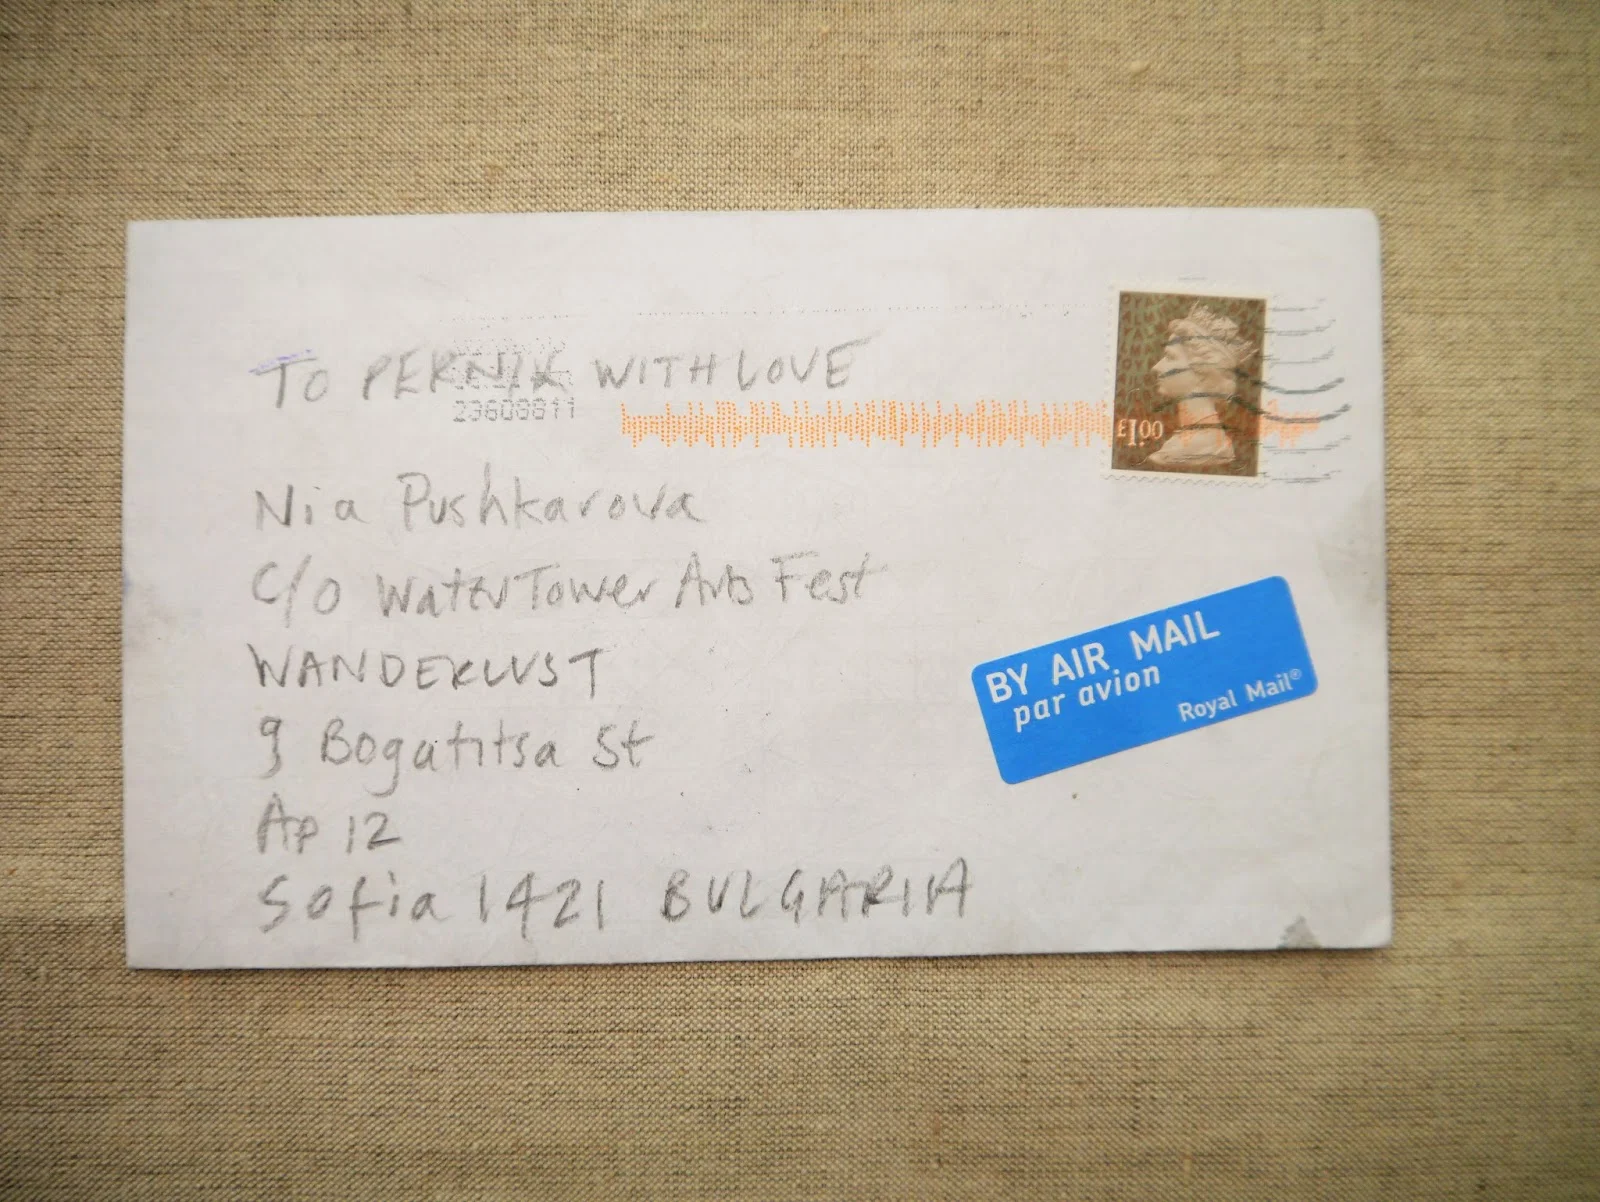 TO PERNIK WITH LOVE
23608811
£1.00
Nia Pushkarova
C/O WaterTower Arts Fest
WANDERLUST
9 Bogatitsa St
Ap 12
Sofia 1421 BULGARIA
BY AIR MAIL
par avion
Royal Mail®